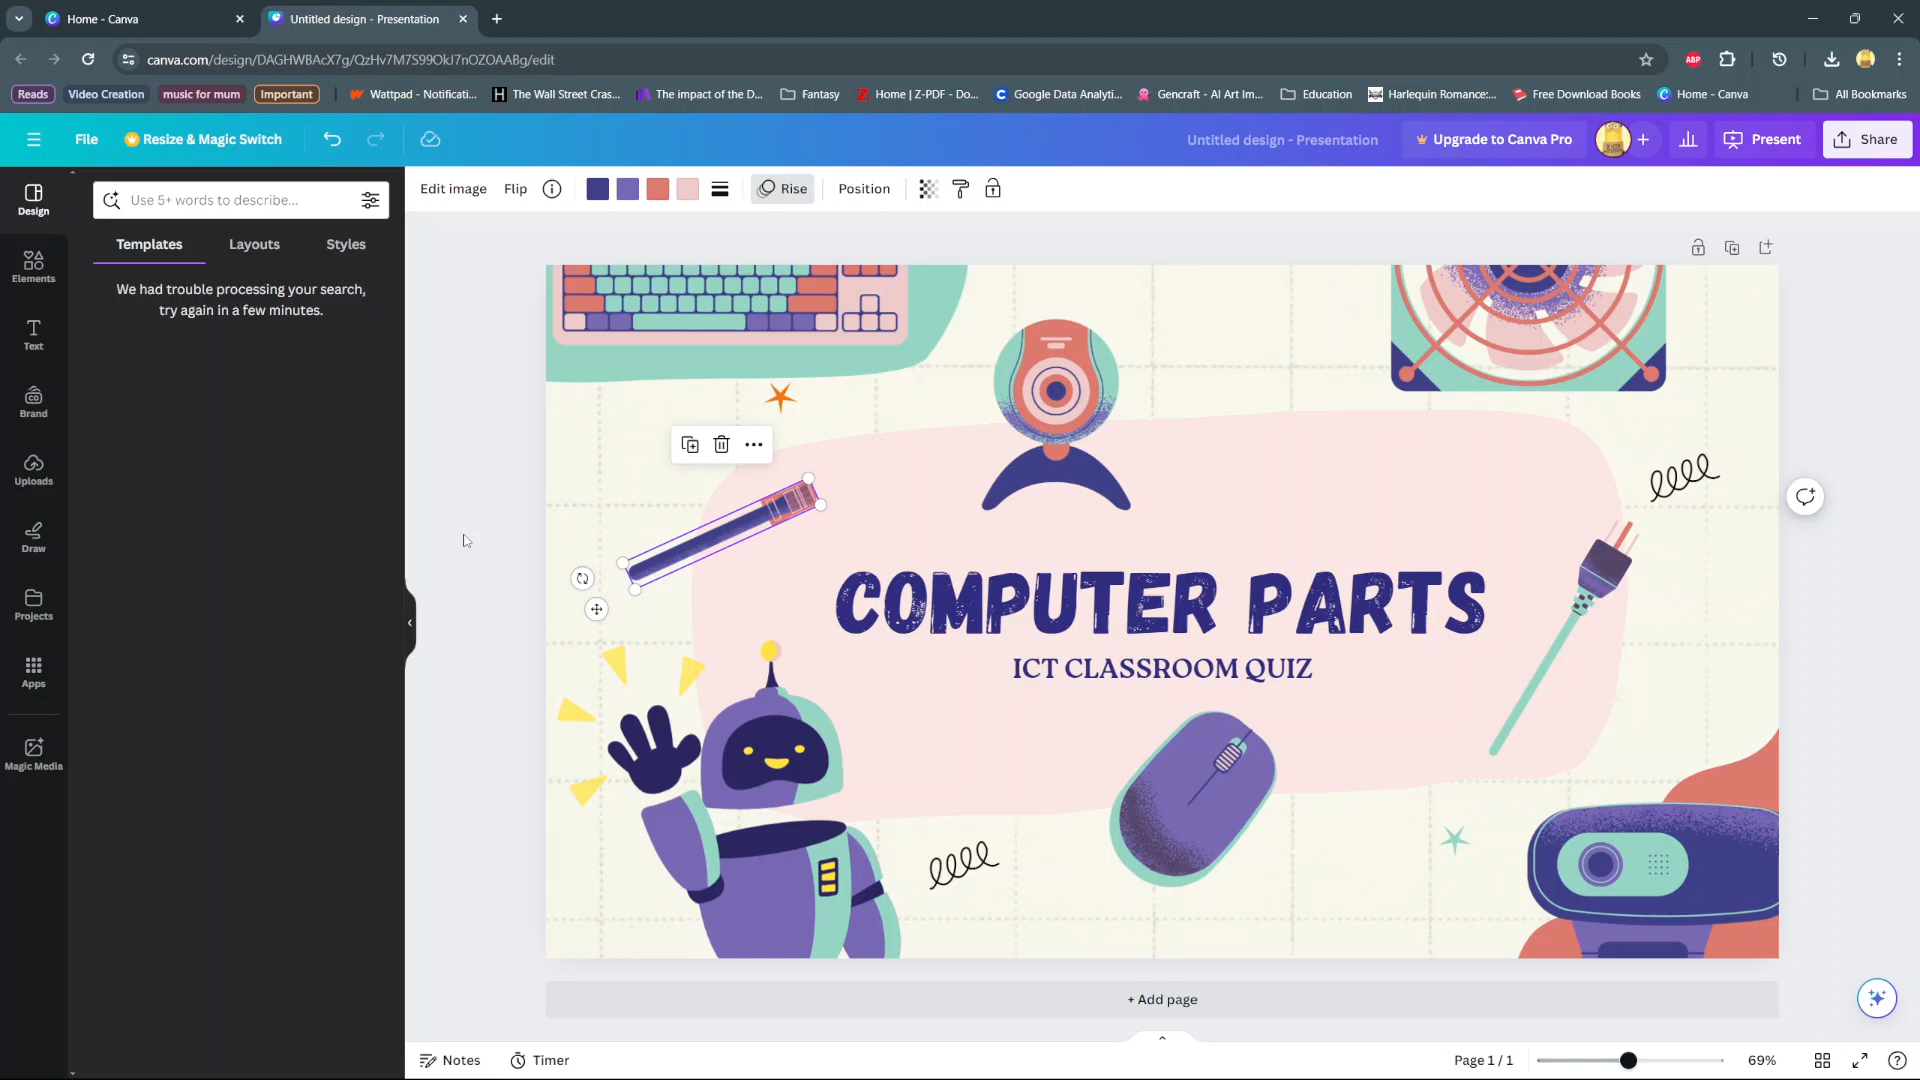 Home - Canva
Untitled design - Presentation
canva.com/design/DAGHWBAcX7g/QzHv7M7S99OkJ7nOZOAABg/edit
ABP
Reads
Video Creation
music for mum
Important
Wattpad - Notificati...
The Wall Street Cras...
The impact of the D...
Fantasy
Home | Z-PDF - Do...
Google Data Analyti...
Gencraft - AI Art Im...
Education
Harlequin Romance:...
Free Download Books
Home - Canva
All Bookmarks
File
Resize & Magic Switch
Untitled design - Presentation
Upgrade to Canva Pro
Present
Share
Design
Elements
Text
Brand
Uploads
Draw
Projects
Apps
Magic Media
Use 5+ words to describe...
Templates
Layouts
Styles
We had trouble processing your search,
try again in a few minutes.
Edit image
Flip
Rise
Position
COMPUTER PARTS
ICT CLASSROOM QUIZ
+ Add page
Notes
Timer
Page 1 / 1
69%